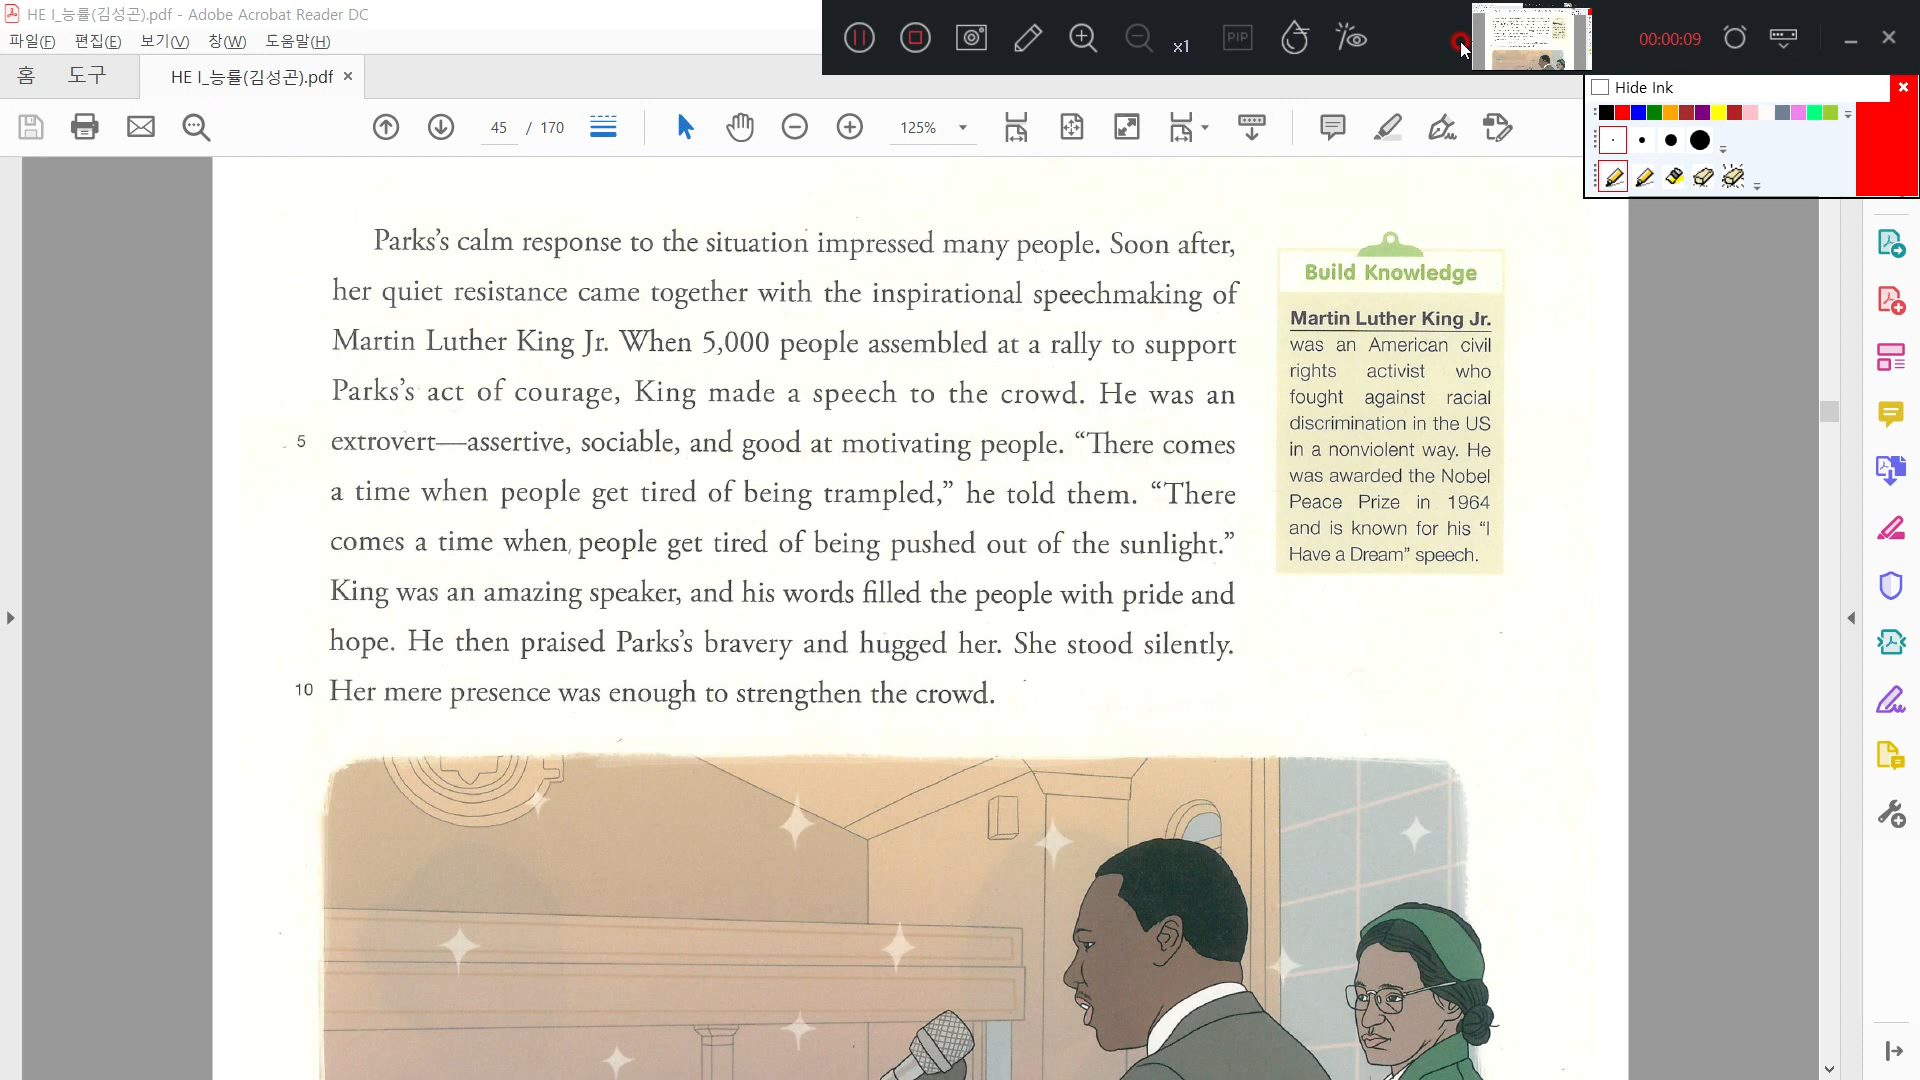 HE I_능률(김성곤).pdf - Adobe Acrobat Reader DC
파일(F) 편집(E) 보기(V) 창(W) 도움말(H)
PIP
x1
00:00:09
홈 도구 HE I_능률(김성곤).pdf ×
Hide Ink
45 / 170
125%
Parks's calm response to the situation impressed many people. Soon after,
her quiet resistance came together with the inspirational speechmaking of
Martin Luther King Jr. When 5,000 people assembled at a rally to support
Parks's act of courage, King made a speech to the crowd. He was an
5 extrovert—assertive, sociable, and good at motivating people. “There comes
a time when people get tired of being trampled,” he told them. “There
comes a time when people get tired of being pushed out of the sunlight.”
King was an amazing speaker, and his words filled the people with pride and
hope. He then praised Parks's bravery and hugged her. She stood silently.
10 Her mere presence was enough to strengthen the crowd.
Build Knowledge
Martin Luther King Jr.
was an American civil
rights activist who
fought against racial
discrimination in the US
in a nonviolent way. He
was awarded the Nobel
Peace Prize in 1964
and is known for his “I
Have a Dream” speech.